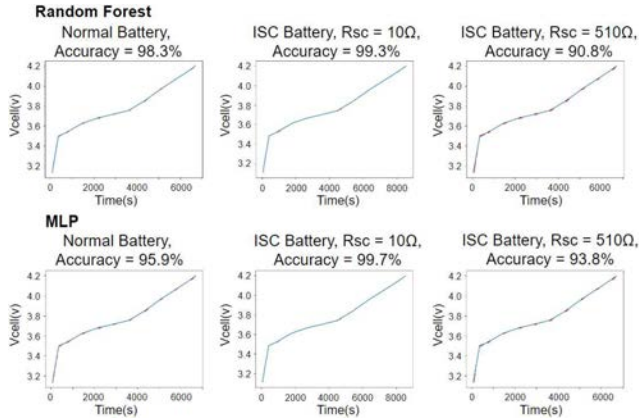 Random Forest
Normal Battery,
Accuracy = 98.3%
ISC Battery, Rsc = 10Ω,
Accuracy = 99.3%
ISC Battery, Rsc = 510Ω,
Accuracy = 90.8%
Vcell(v)
4.2
4.0
3.8
3.6
3.4
3.2
0 2000 4000 6000
Time(s)
Vcell(v)
4.2
4.0
3.8
3.6
3.4
3.2
0 2000 4000 6000 8000
Time(s)
Vcell(v)
4.2
4.0
3.8
3.6
3.4
3.2
0 2000 4000 6000
Time(s)
MLP
Normal Battery,
Accuracy = 95.9%
ISC Battery, Rsc = 10Ω,
Accuracy = 99.7%
ISC Battery, Rsc = 510Ω,
Accuracy = 93.8%
Vcell(v)
4.2
4.0
3.8
3.6
3.4
3.2
0 2000 4000 6000
Time(s)
Vcell(v)
4.2
4.0
3.8
3.6
3.4
3.2
0 2000 4000 6000 8000
Time(s)
Vcell(v)
4.2
4.0
3.8
3.6
3.4
3.2
0 2000 4000 6000
Time(s)